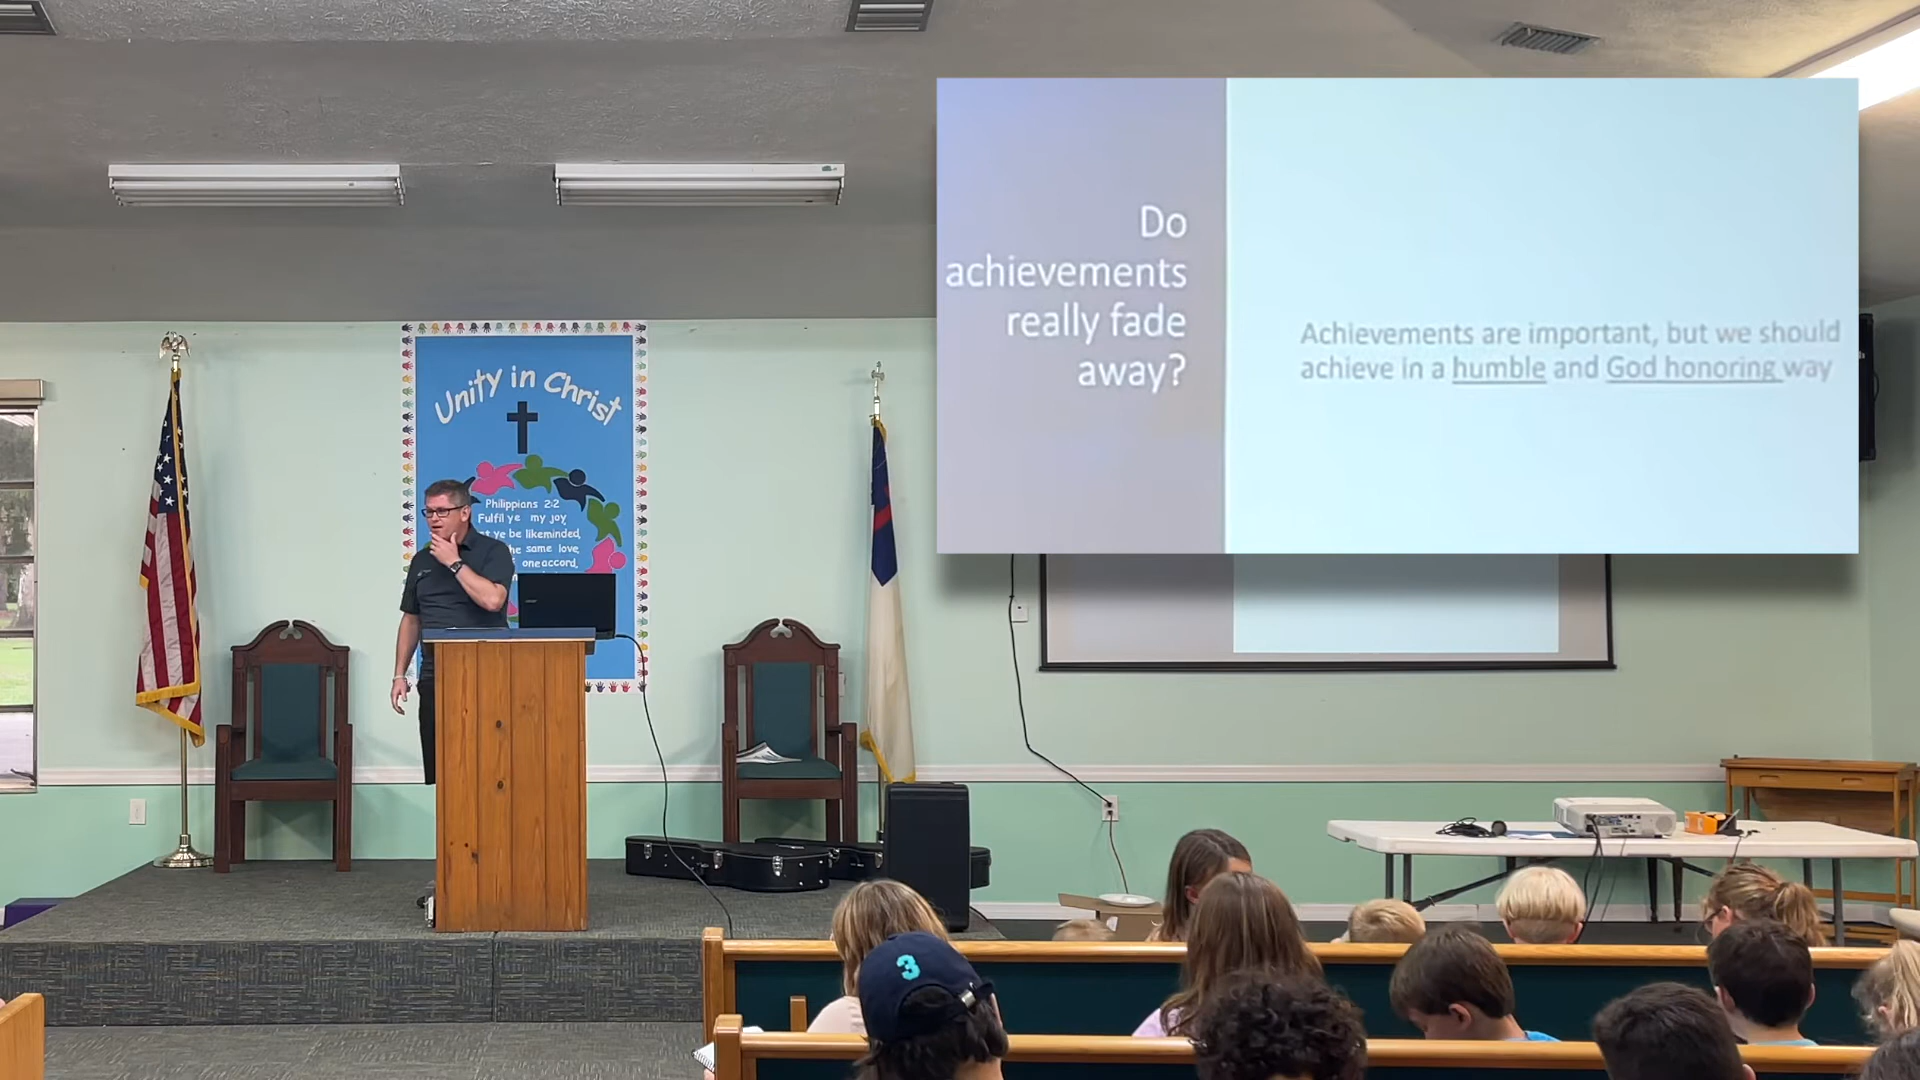 Do
achievements
really fade
away?
Achievements are important, but we should
achieve in a humble and God honoring way
Unity in Christ
Philippians 2:2
Fulfil ye my joy,
ye be likeminded,
the same love,
one accord,
3